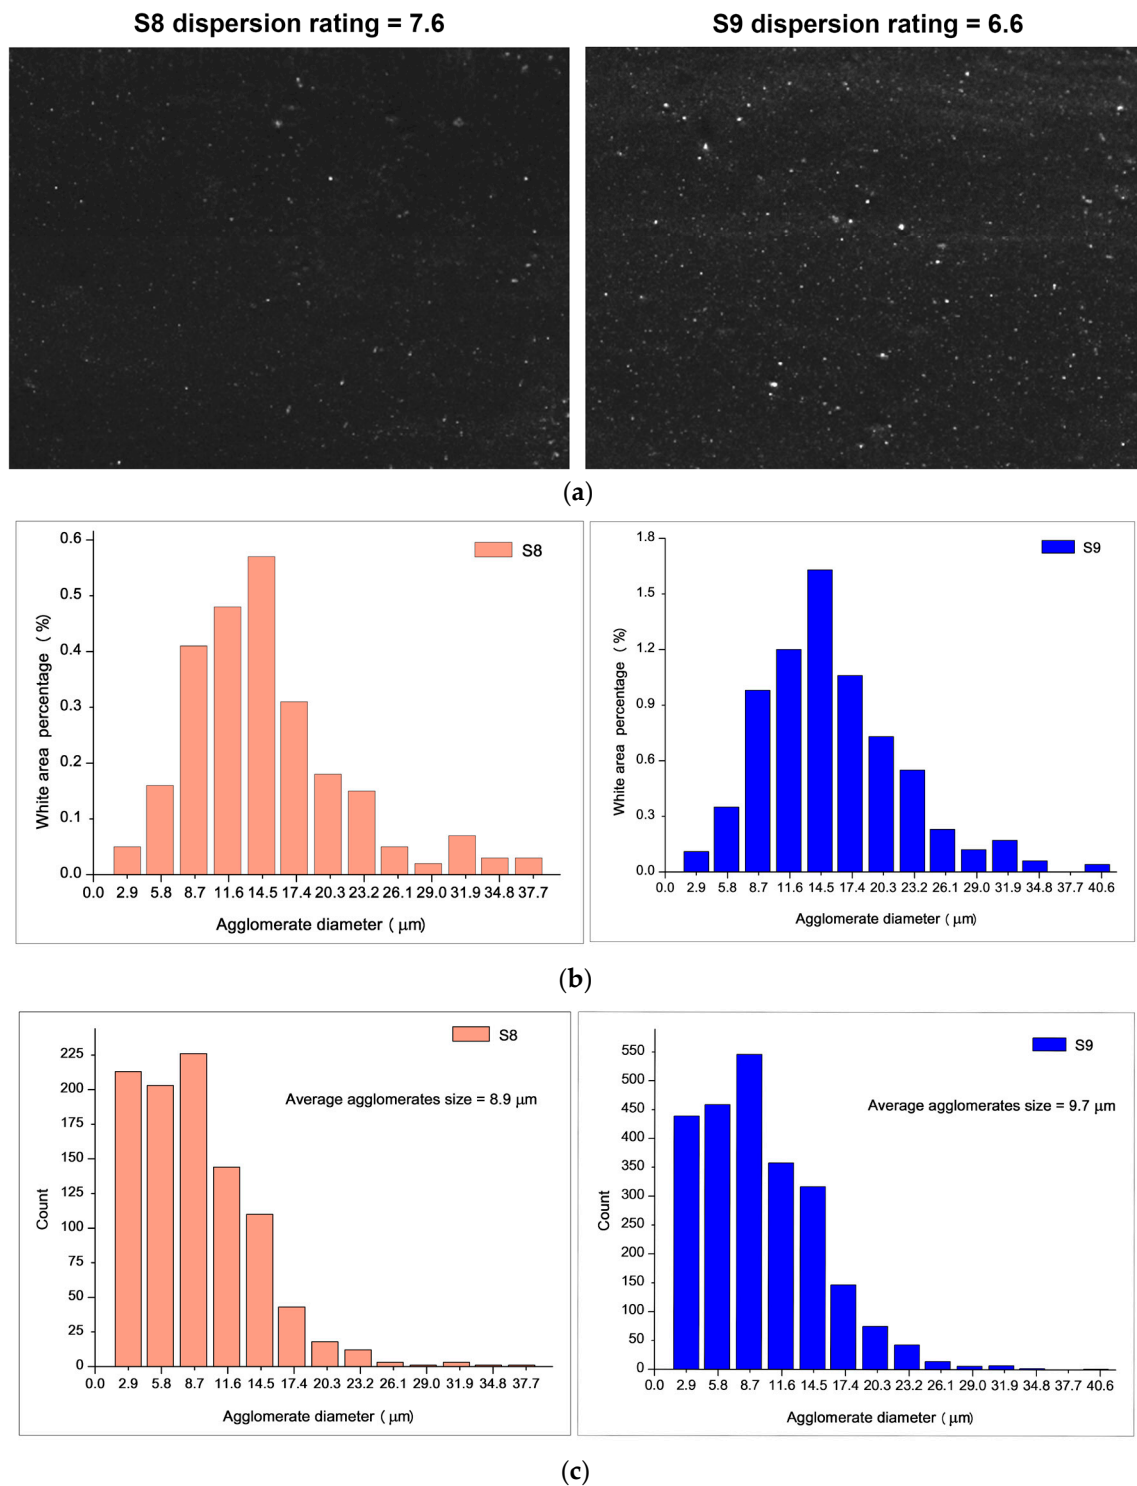 S8 dispersion rating = 7.6
S9 dispersion rating = 6.6
(a)
0.6
0.5
0.4
0.3
0.2
0.1
0.0
White area percentage ( %)
S8
0.0 2.9 5.8 8.7 11.6 14.5 17.4 20.3 23.2 26.1 29.0 31.9 34.8 37.7
Agglomerate diameter ( μm)
1.8
1.5
1.2
0.9
0.6
0.3
0.0
White area percentage ( %)
S9
0.0 2.9 5.8 8.7 11.6 14.5 17.4 20.3 23.2 26.1 29.0 31.9 34.8 37.7 40.6
Agglomerate diameter ( μm)
(b)
225
200
175
150
125
100
75
50
25
0
Count
S8
Average agglomerates size = 8.9 μm
0.0 2.9 5.8 8.7 11.6 14.5 17.4 20.3 23.2 26.1 29.0 31.9 34.8 37.7
Agglomerate diameter ( μm)
550
500
450
400
350
300
250
200
150
100
50
0
Count
S9
Average agglomerates size = 9.7 μm
0.0 2.9 5.8 8.7 11.6 14.5 17.4 20.3 23.2 26.1 29.0 31.9 34.8 37.7 40.6
Agglomerate diameter ( μm)
(c)